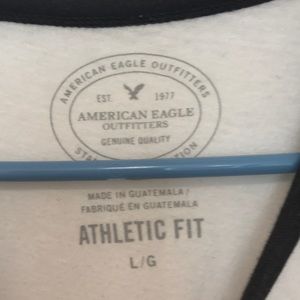 AMERICAN EAGLE OUTFITTERS
EST. 1977
AMERICAN EAGLE
OUTFITTERS
GENUINE QUALITY
MADE IN GUATEMALA /
FABRIQUÉ EN GUATEMALA
ATHLETIC FIT
L/G